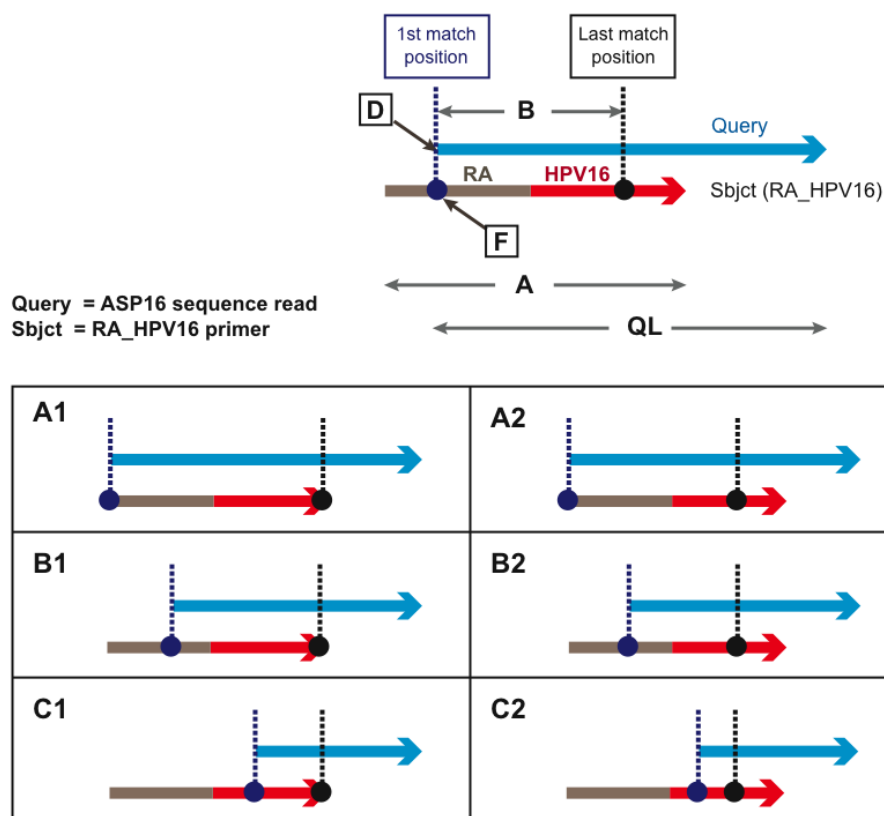 1st match
position
Last match
position
D
B
Query
RA
HPV16
Sbjct (RA_HPV16)
F
A
Query = ASP16 sequence read
Sbjct = RA_HPV16 primer
QL
A1
A2
B1
B2
C1
C2